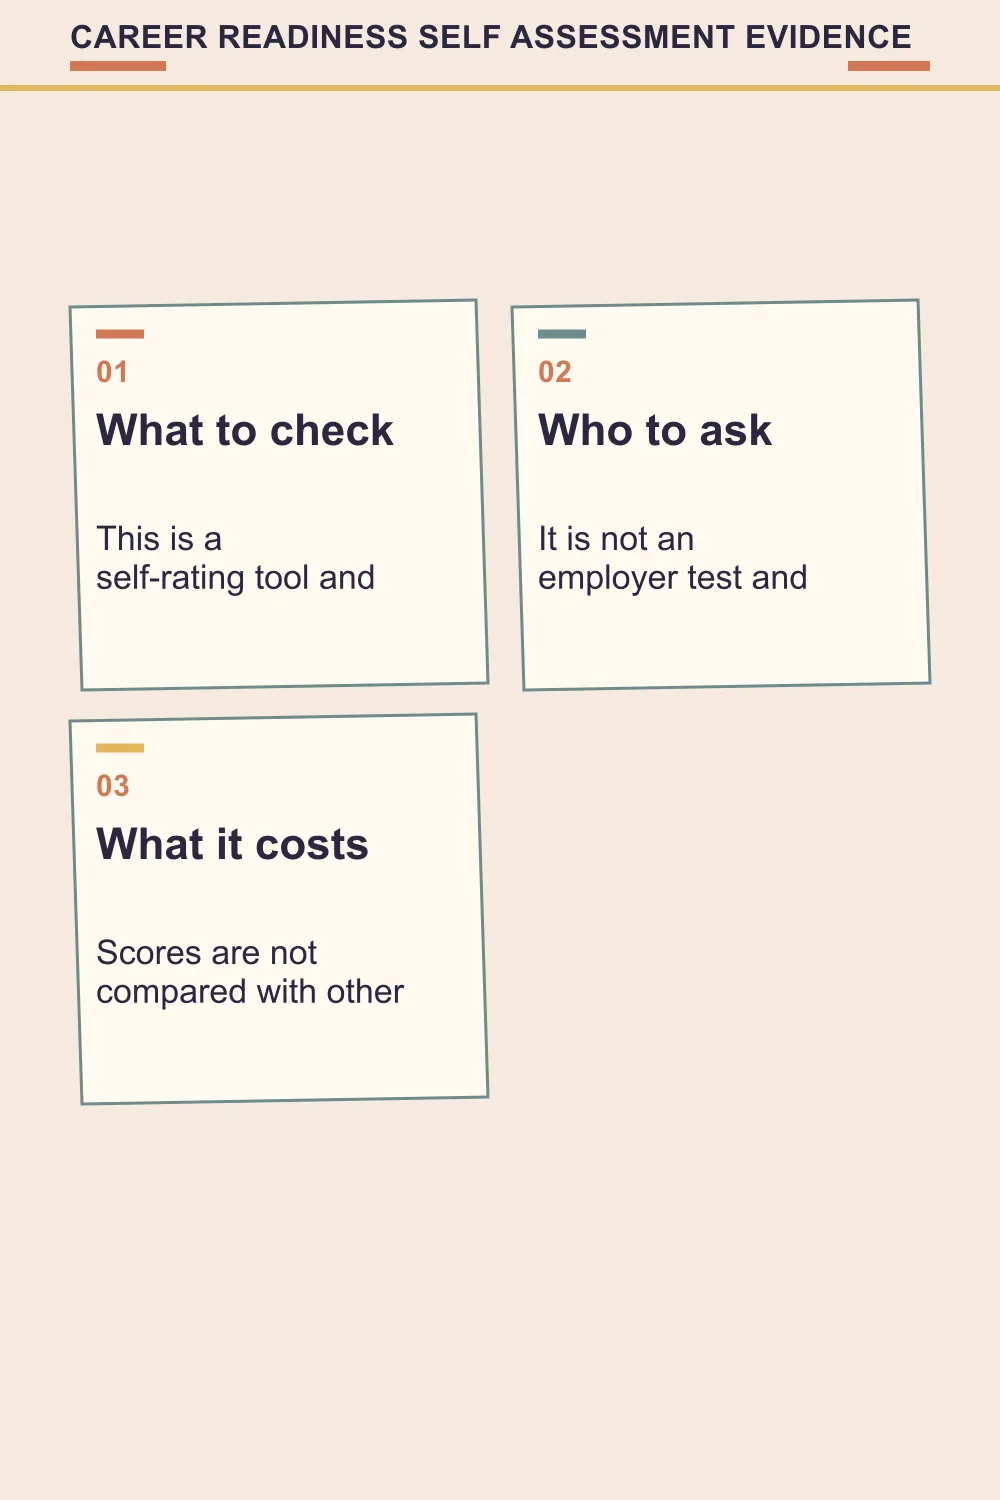 CAREER READINESS SELF ASSESSMENT EVIDENCE
01
What to check
This is a
self-rating tool and
02
Who to ask
It is not an
employer test and
03
What it costs
Scores are not
compared with other